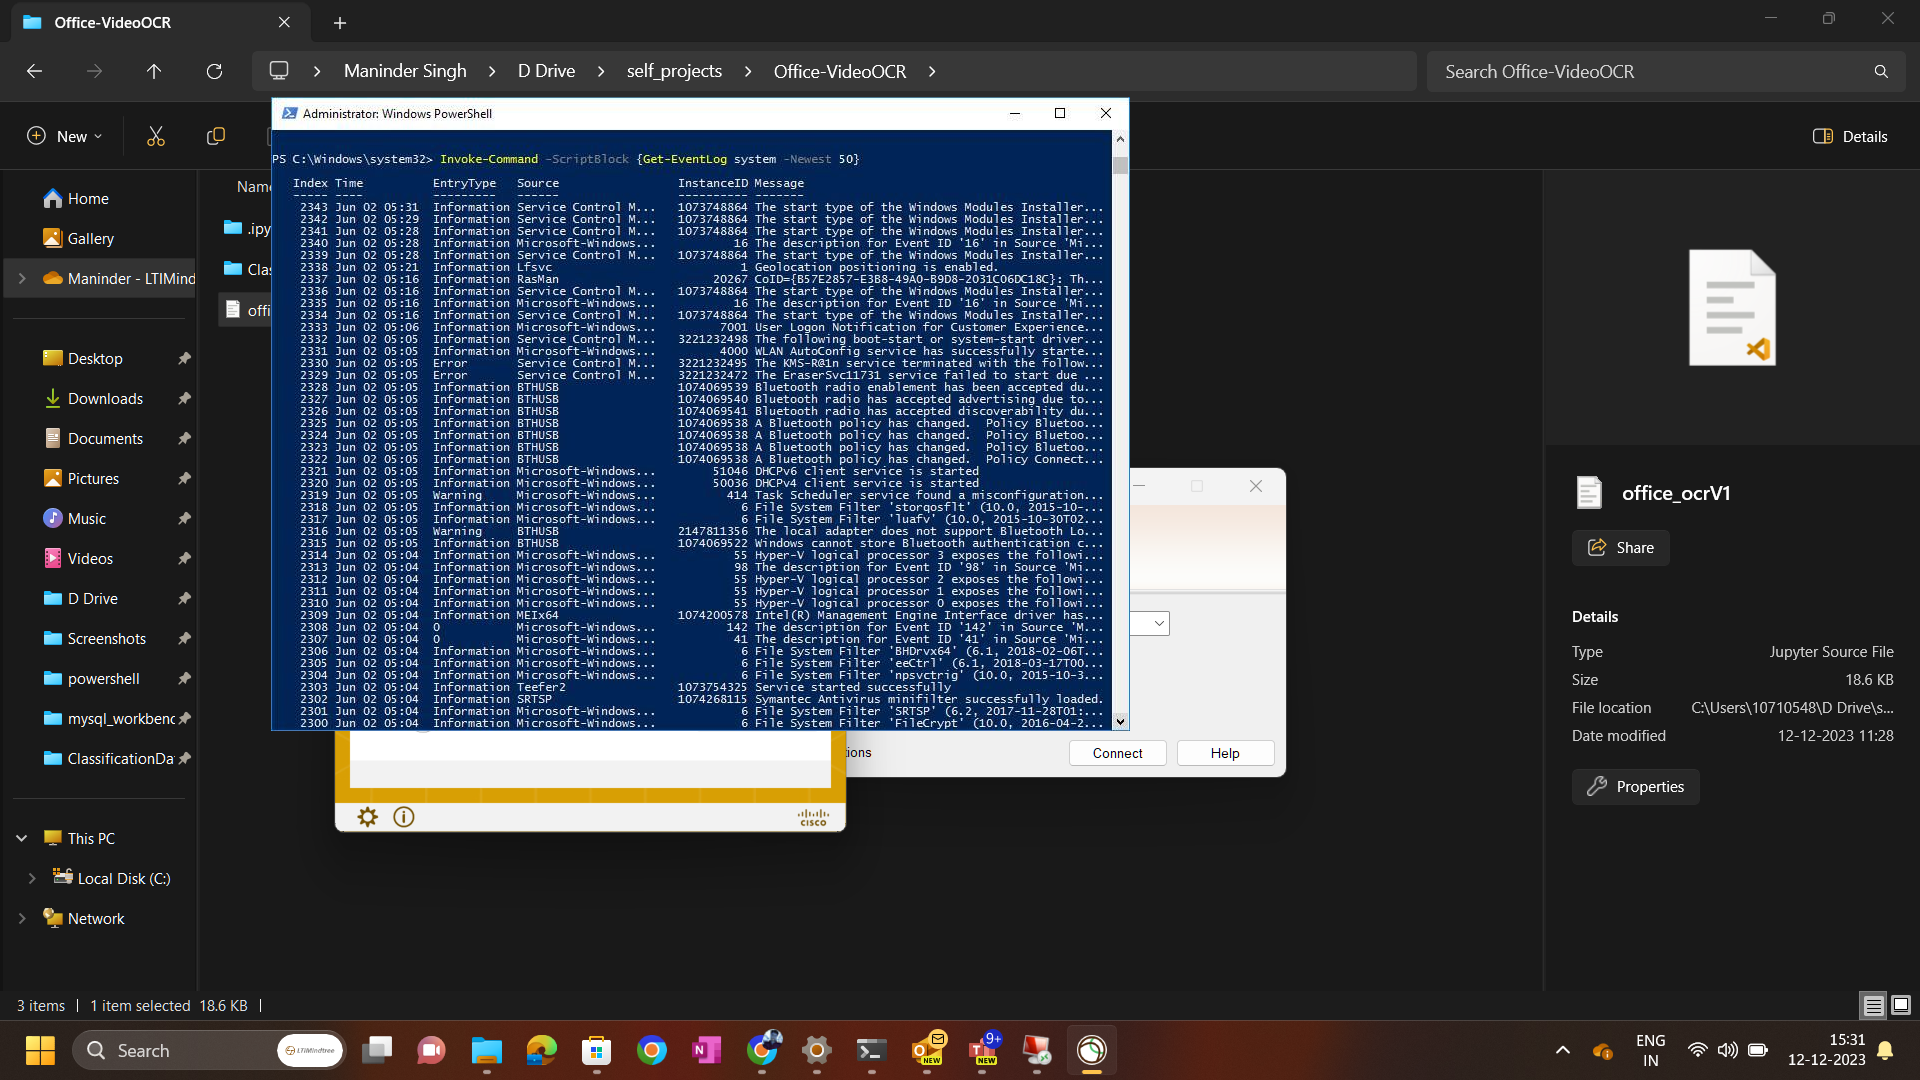 Office-VideoOCR
Maninder Singh
D Drive
self_projects
Office-VideoOCR
Search Office-VideoOCR
New
Details
Administrator: Windows PowerShell
PS C:\Windows\system32> Invoke-Command -ScriptBlock {Get-EventLog system -Newest 50}
Index Time EntryType Source InstanceID Message
----- ---- --------- ------ ---------- -------
2343 Jun 02 05:31 Information Service Control M... 1073748864 The start type of the Windows Modules Installer...
2342 Jun 02 05:29 Information Service Control M... 1073748864 The start type of the Windows Modules Installer...
2341 Jun 02 05:28 Information Service Control M... 1073748864 The start type of the Windows Modules Installer...
2340 Jun 02 05:28 Information Microsoft-Windows... 16 The description for Event ID '16' in Source 'Mi...
2339 Jun 02 05:28 Information Service Control M... 1073748864 The start type of the Windows Modules Installer...
2338 Jun 02 05:21 Information Lfsvc 1 Geolocation positioning is enabled.
2337 Jun 02 05:16 Information RasMan 20267 CoID={B57E2857-E3B8-49A0-B9D8-2031C06DC18C}: Th...
2336 Jun 02 05:16 Information Service Control M... 1073748864 The start type of the Windows Modules Installer...
2335 Jun 02 05:16 Information Microsoft-Windows... 16 The description for Event ID '16' in Source 'Mi...
2334 Jun 02 05:16 Information Service Control M... 1073748864 The start type of the Windows Modules Installer...
2333 Jun 02 05:06 Information Microsoft-Windows... 7001 User Logon Notification for Customer Experience...
2332 Jun 02 05:05 Information Service Control M... 3221232498 The following boot-start or system-start driver...
2331 Jun 02 05:05 Information Microsoft-Windows... 4000 WLAN AutoConfig service has successfully starte...
2330 Jun 02 05:05 Error Service Control M... 3221232495 The KMS-R@1n service terminated with the follow...
2329 Jun 02 05:05 Error Service Control M... 3221232472 The EraserSvc11731 service failed to start due ...
2328 Jun 02 05:05 Information BTHUSB 1074069539 Bluetooth radio enablement has been accepted du...
2327 Jun 02 05:05 Information BTHUSB 1074069540 Bluetooth radio has accepted advertising due to...
2326 Jun 02 05:05 Information BTHUSB 1074069541 Bluetooth radio has accepted discoverability du...
2325 Jun 02 05:05 Information BTHUSB 1074069538 A Bluetooth policy has changed. Policy Bluetoo...
2324 Jun 02 05:05 Information BTHUSB 1074069538 A Bluetooth policy has changed. Policy Bluetoo...
2323 Jun 02 05:05 Information BTHUSB 1074069538 A Bluetooth policy has changed. Policy Bluetoo...
2322 Jun 02 05:05 Information BTHUSB 1074069538 A Bluetooth policy has changed. Policy Connect...
2321 Jun 02 05:05 Information Microsoft-Windows... 51046 DHCPv6 client service is started
2320 Jun 02 05:05 Information Microsoft-Windows... 50036 DHCPv4 client service is started
2319 Jun 02 05:05 Warning Microsoft-Windows... 414 Task Scheduler service found a misconfiguration...
2318 Jun 02 05:05 Information Microsoft-Windows... 6 File System Filter 'storqosflt' (10.0, 2015-10-...
2317 Jun 02 05:05 Information Microsoft-Windows... 6 File System Filter 'luafv' (10.0, 2015-10-30T02...
2316 Jun 02 05:05 Warning BTHUSB 2147811356 The local adapter does not support Bluetooth Lo...
2315 Jun 02 05:05 Information BTHUSB 1074069522 Windows cannot store Bluetooth authentication c...
2314 Jun 02 05:04 Information Microsoft-Windows... 55 Hyper-V logical processor 3 exposes the followi...
2313 Jun 02 05:04 Information Microsoft-Windows... 98 The description for Event ID '98' in Source 'Mi...
2312 Jun 02 05:04 Information Microsoft-Windows... 55 Hyper-V logical processor 2 exposes the followi...
2311 Jun 02 05:04 Information Microsoft-Windows... 55 Hyper-V logical processor 1 exposes the followi...
2310 Jun 02 05:04 Information Microsoft-Windows... 55 Hyper-V logical processor 0 exposes the followi...
2309 Jun 02 05:04 Information MEIx64 1074200578 Intel(R) Management Engine Interface driver has...
2308 Jun 02 05:04 0 Microsoft-Windows... 142 The description for Event ID '142' in Source 'M...
2307 Jun 02 05:04 0 Microsoft-Windows... 41 The description for Event ID '41' in Source 'Mi...
2306 Jun 02 05:04 Information Microsoft-Windows... 6 File System Filter 'BHDrvx64' (6.1, 2018-02-06T...
2305 Jun 02 05:04 Information Microsoft-Windows... 6 File System Filter 'eeCtrl' (6.1, 2018-03-17T00...
2304 Jun 02 05:04 Information Microsoft-Windows... 6 File System Filter 'npsvctrig' (10.0, 2015-10-3...
2303 Jun 02 05:04 Information Teefer2 1073754325 Service started successfully
2302 Jun 02 05:04 Information SRTSP 1074268115 Symantec Antivirus minifilter successfully loaded.
2301 Jun 02 05:04 Information Microsoft-Windows... 6 File System Filter 'SRTSP' (6.2, 2017-11-28T01:...
2300 Jun 02 05:04 Information Microsoft-Windows... 6 File System Filter 'FileCrypt' (10.0, 2016-04-2...
Home
Gallery
Maninder - LTIMind
Desktop
Downloads
Documents
Pictures
Music
Videos
D Drive
Screenshots
powershell
mysql_workbenc
ClassificationDa
This PC
Local Disk (C:)
Network
Name
.ipy
Clas
offi
tions
Connect
Help
cisco
office_ocrV1
Share
Details
Type Jupyter Source File
Size 18.6 KB
File location C:\Users\10710548\D Drive\s...
Date modified 12-12-2023 11:28
Properties
3 items
1 item selected 18.6 KB
Search
LTIMindtree
NEW
9+
NEW
ENG
IN
15:31
12-12-2023